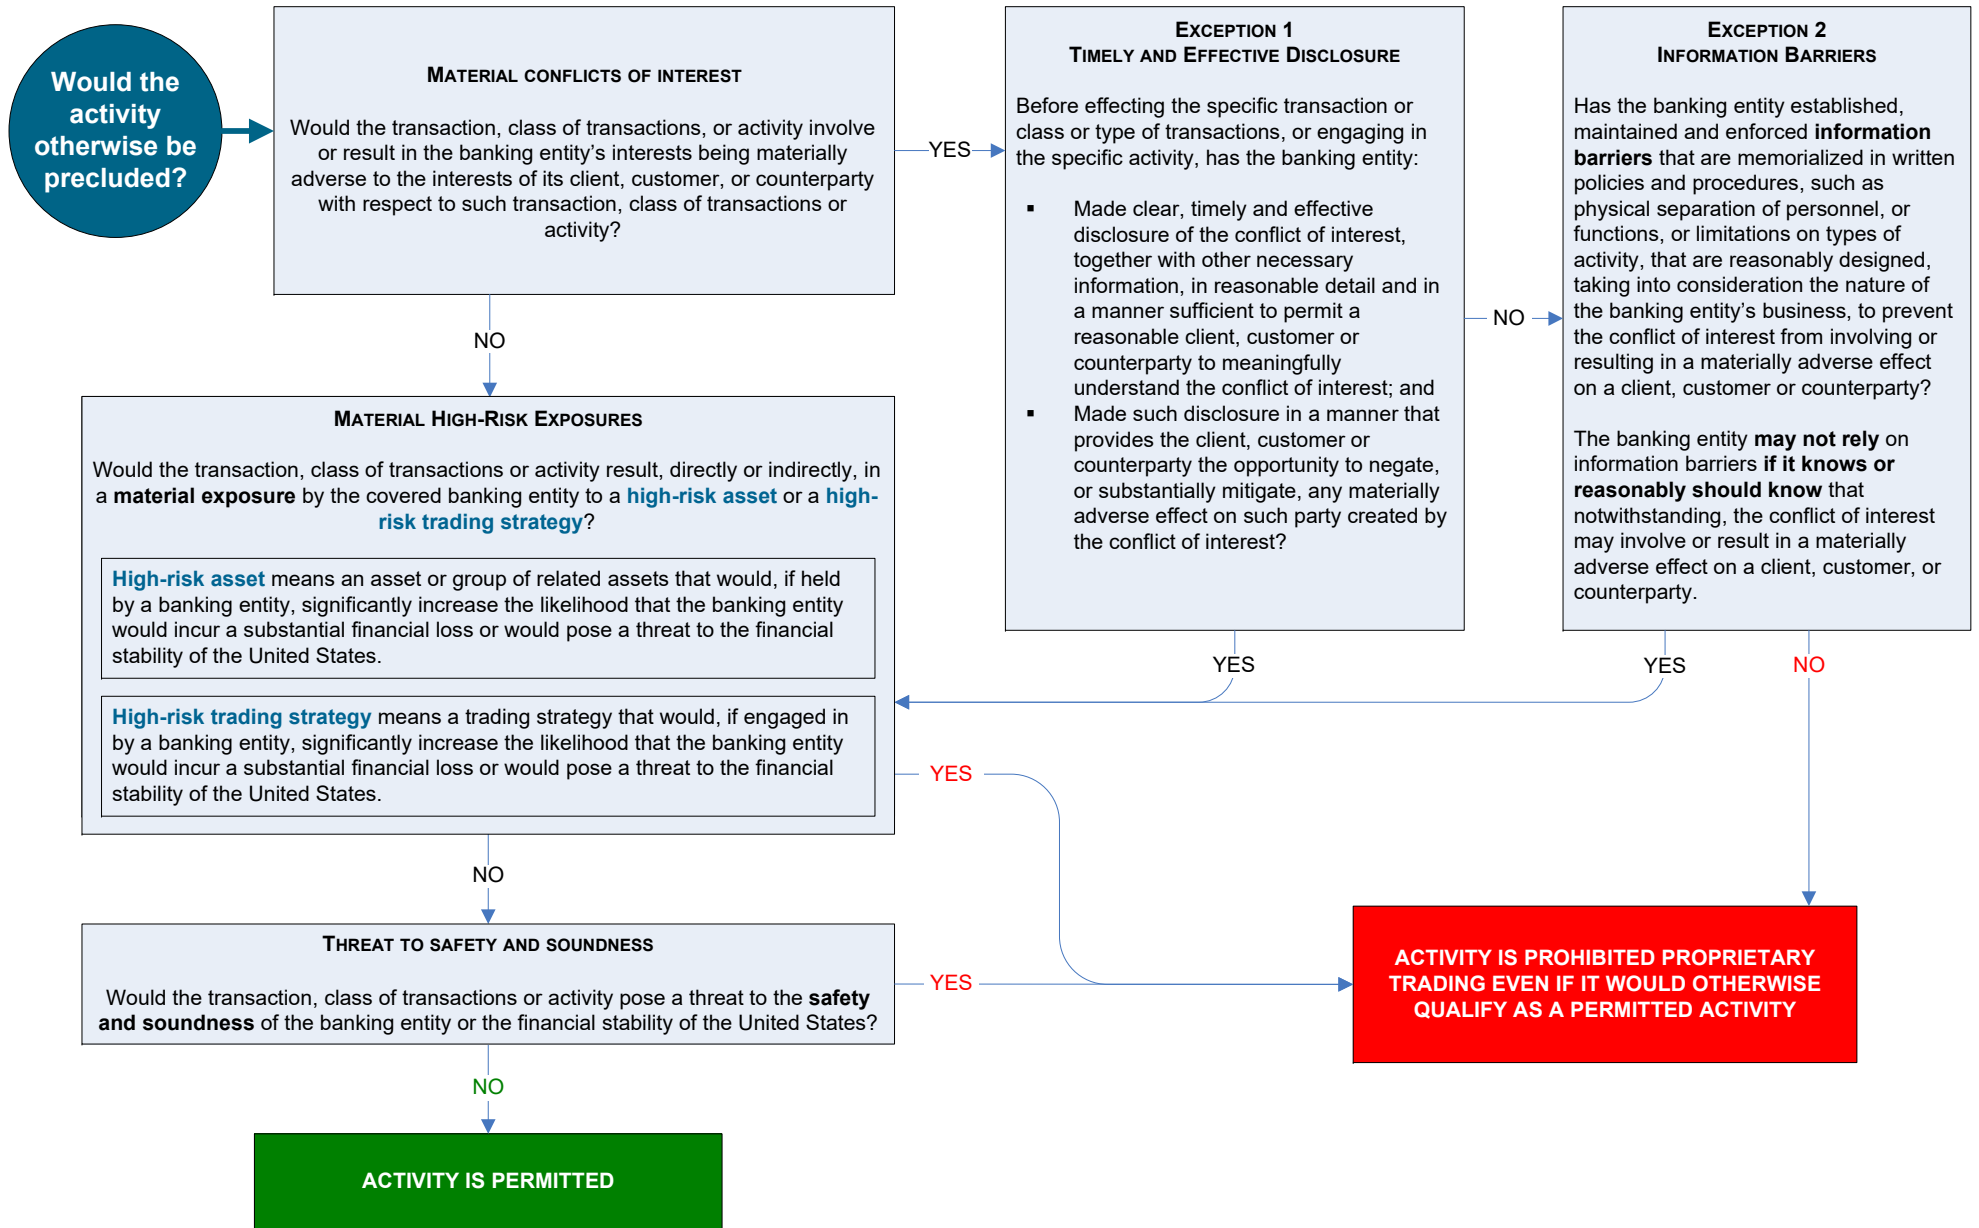 Would the
activity
otherwise be
precluded?
MATERIAL CONFLICTS OF INTEREST
Would the transaction, class of transactions, or activity involve
or result in the banking entity’s interests being materially
adverse to the interests of its client, customer, or counterparty
with respect to such transaction, class of transactions or
activity?
YES
EXCEPTION 1
TIMELY AND EFFECTIVE DISCLOSURE
Before effecting the specific transaction or
class or type of transactions, or engaging in
the specific activity, has the banking entity:
▪ Made clear, timely and effective
disclosure of the conflict of interest,
together with other necessary
information, in reasonable detail and in
a manner sufficient to permit a
reasonable client, customer or
counterparty to meaningfully
understand the conflict of interest; and
▪ Made such disclosure in a manner that
provides the client, customer or
counterparty the opportunity to negate,
or substantially mitigate, any materially
adverse effect on such party created by
the conflict of interest?
NO
EXCEPTION 2
INFORMATION BARRIERS
Has the banking entity established,
maintained and enforced information
barriers that are memorialized in written
policies and procedures, such as
physical separation of personnel, or
functions, or limitations on types of
activity, that are reasonably designed,
taking into consideration the nature of
the banking entity’s business, to prevent
the conflict of interest from involving or
resulting in a materially adverse effect
on a client, customer or counterparty?
The banking entity may not rely on
information barriers if it knows or
reasonably should know that
notwithstanding, the conflict of interest
may involve or result in a materially
adverse effect on a client, customer, or
counterparty.
NO
MATERIAL HIGH-RISK EXPOSURES
Would the transaction, class of transactions or activity result, directly or indirectly, in
a material exposure by the covered banking entity to a high-risk asset or a high-
risk trading strategy?
High-risk asset means an asset or group of related assets that would, if held
by a banking entity, significantly increase the likelihood that the banking entity
would incur a substantial financial loss or would pose a threat to the financial
stability of the United States.
High-risk trading strategy means a trading strategy that would, if engaged in
by a banking entity, significantly increase the likelihood that the banking entity
would incur a substantial financial loss or would pose a threat to the financial
stability of the United States.
YES
YES
NO
YES
NO
THREAT TO SAFETY AND SOUNDNESS
Would the transaction, class of transactions or activity pose a threat to the safety
and soundness of the banking entity or the financial stability of the United States?
YES
ACTIVITY IS PROHIBITED PROPRIETARY
TRADING EVEN IF IT WOULD OTHERWISE
QUALIFY AS A PERMITTED ACTIVITY
NO
ACTIVITY IS PERMITTED